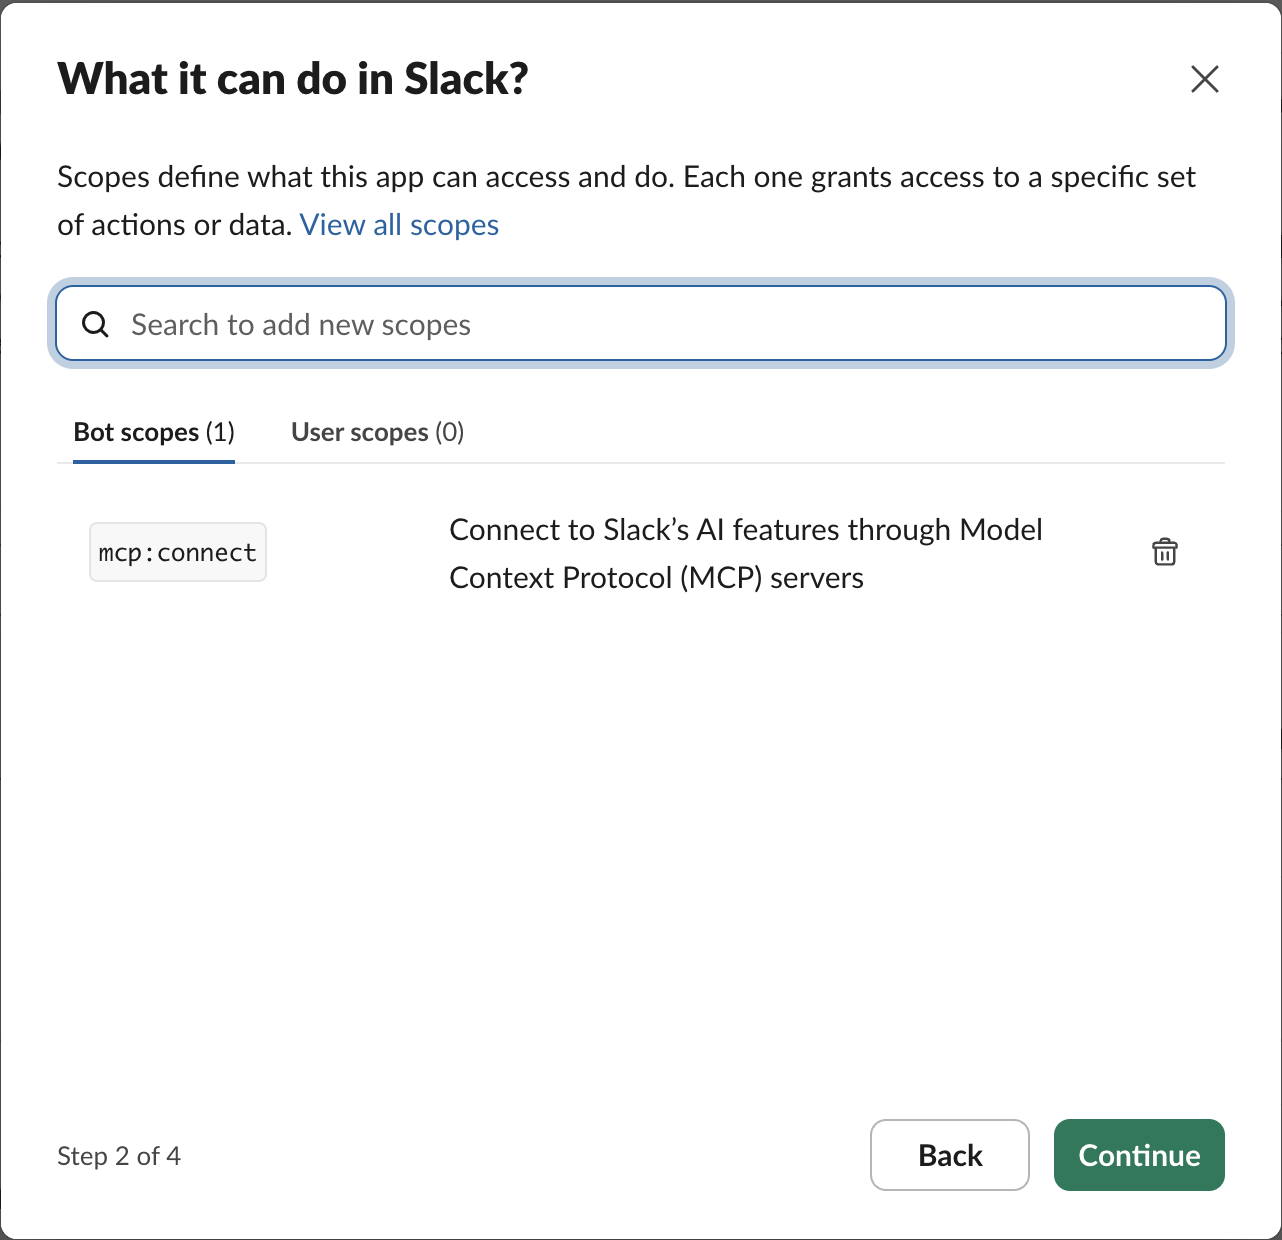 What it can do in Slack?
Scopes define what this app can access and do. Each one grants access to a specific set
of actions or data. View all scopes
Search to add new scopes
Bot scopes (1) User scopes (0)
mcp:connect
Connect to Slack’s AI features through Model
Context Protocol (MCP) servers
Step 2 of 4
Back
Continue